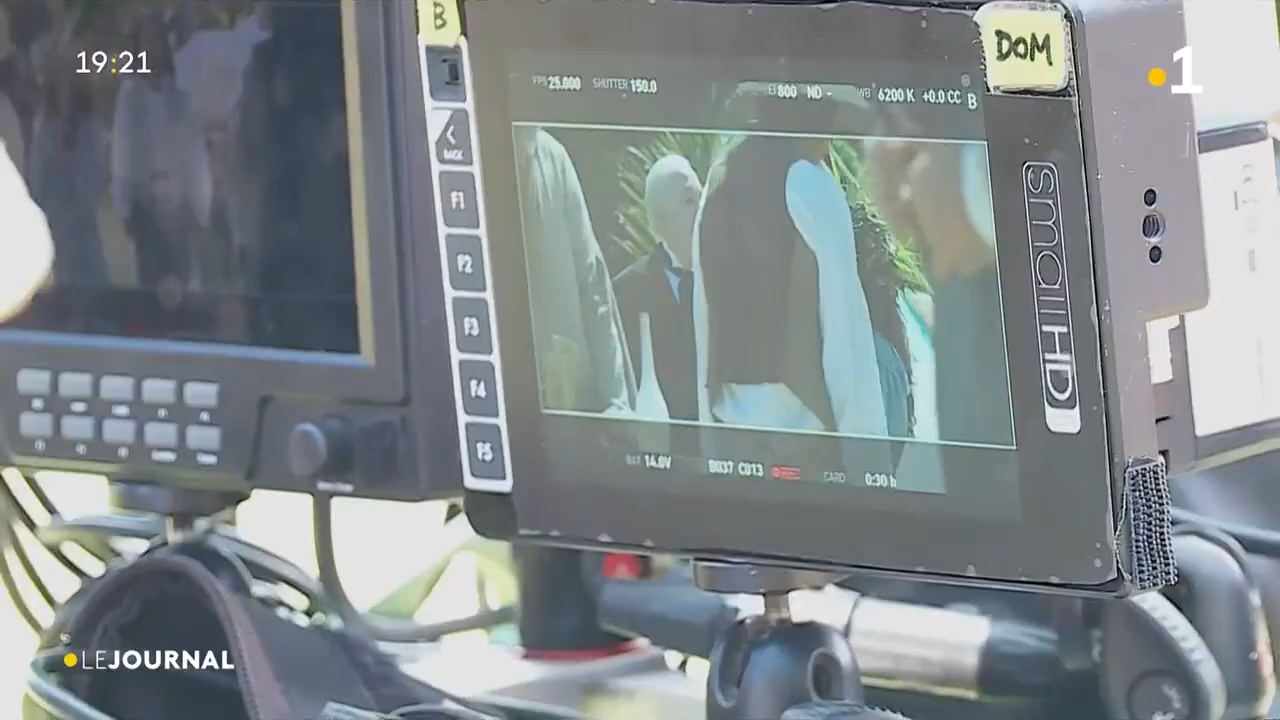 19:21
1
B
DOM
FPS 25.000 SHUTTER 150.0 EI 800 ND - WB 6200 K +0.0 CC B
BACK
F1
F2
F3
F4
F5
smallHD
BAT 14.6V B037 C013 CARD 0:30 h
LEJOURNAL